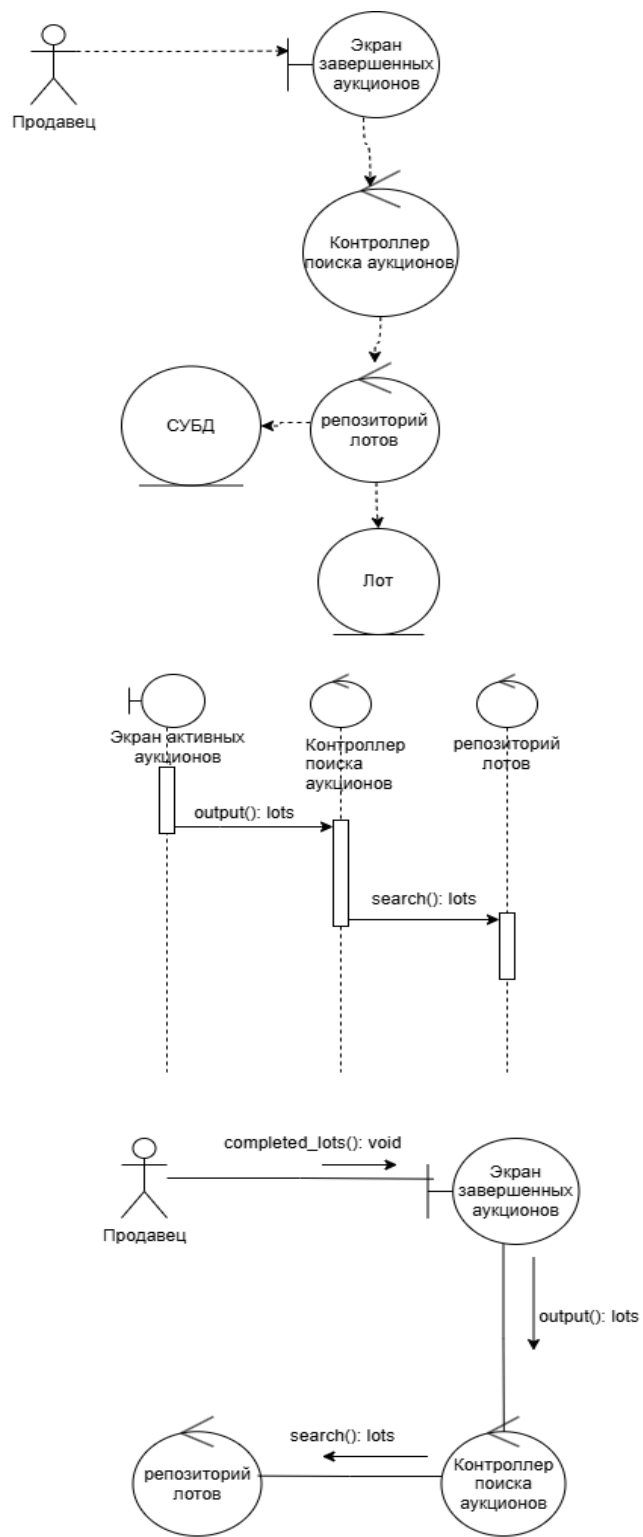 Экран
завершенных
аукционов
Продавец
Контроллер
поиска аукционов
СУБД
репозиторий
лотов
Лот
Экран активных
аукционов
Контроллер
поиска
аукционов
репозиторий
лотов
output(): lots
search(): lots
completed_lots(): void
Экран
завершенных
аукционов
Продавец
output(): lots
search(): lots
репозиторий
лотов
Контроллер
поиска
аукционов